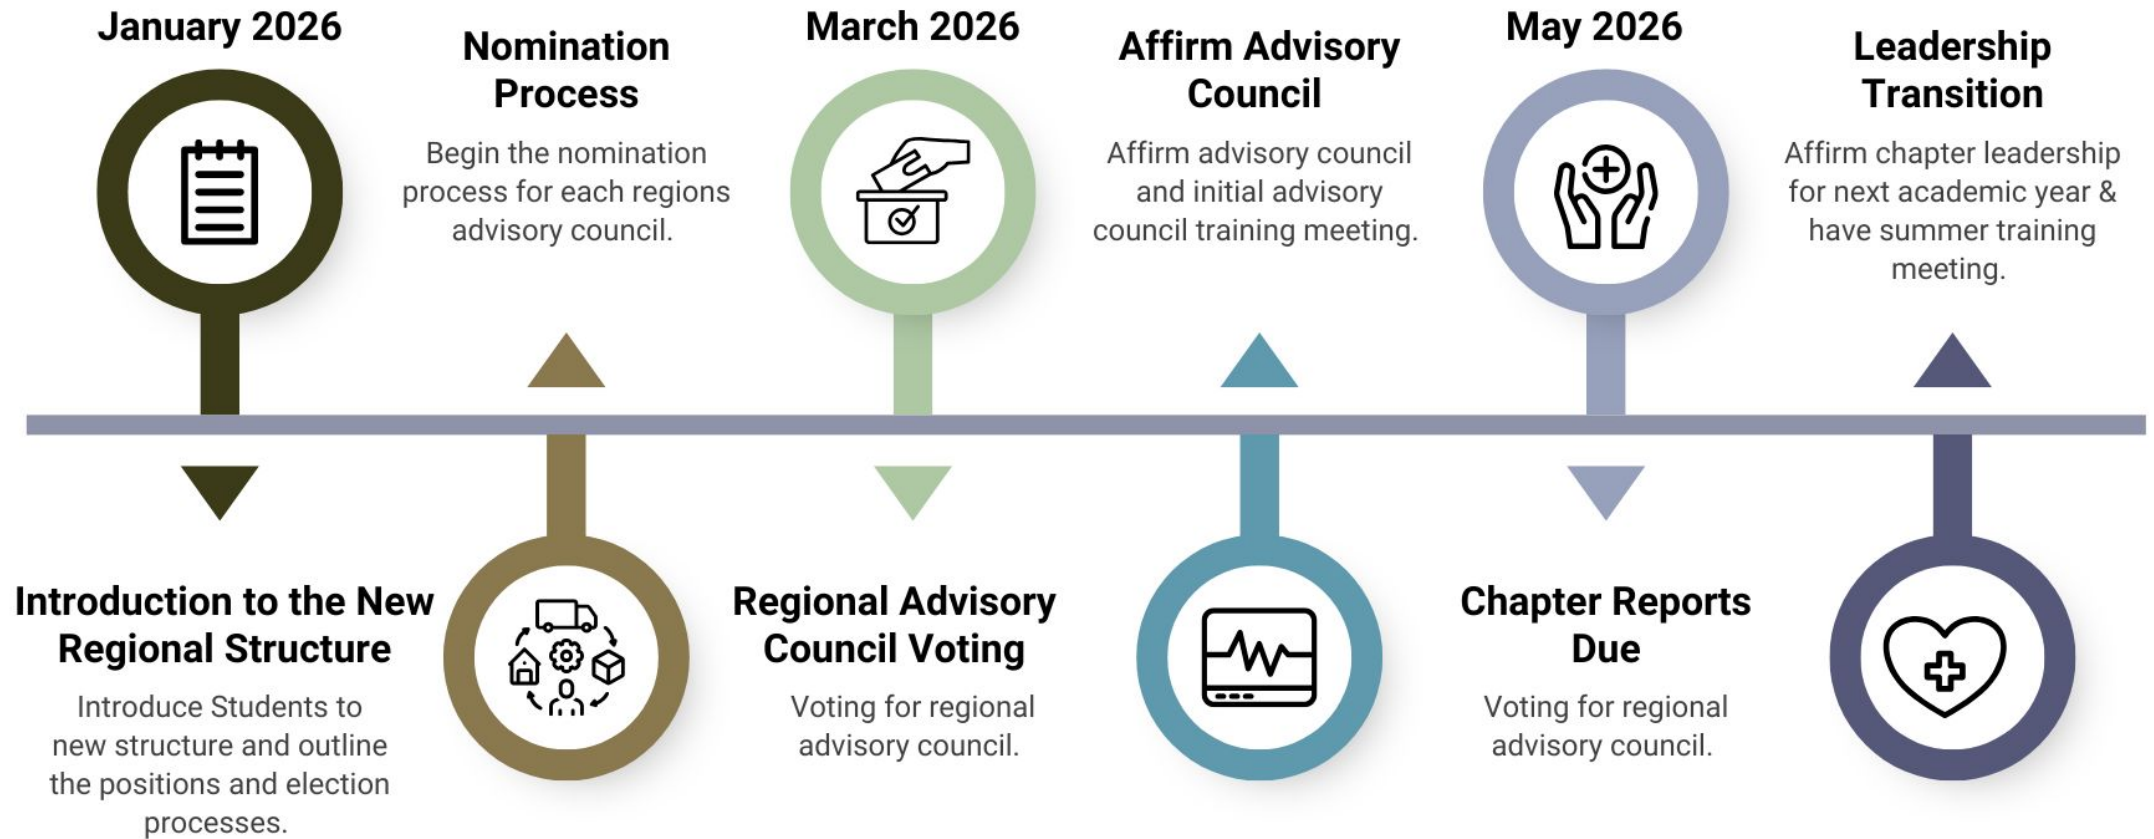 January 2026
Introduction to the New
Regional Structure
Introduce Students to
new structure and outline
the positions and election
processes.
Nomination
Process
Begin the nomination
process for each regions
advisory council.
March 2026
Regional Advisory
Council Voting
Voting for regional
advisory council.
Affirm Advisory
Council
Affirm advisory council
and initial advisory
council training meeting.
May 2026
Chapter Reports
Due
Voting for regional
advisory council.
Leadership
Transition
Affirm chapter leadership
for next academic year &
have summer training
meeting.